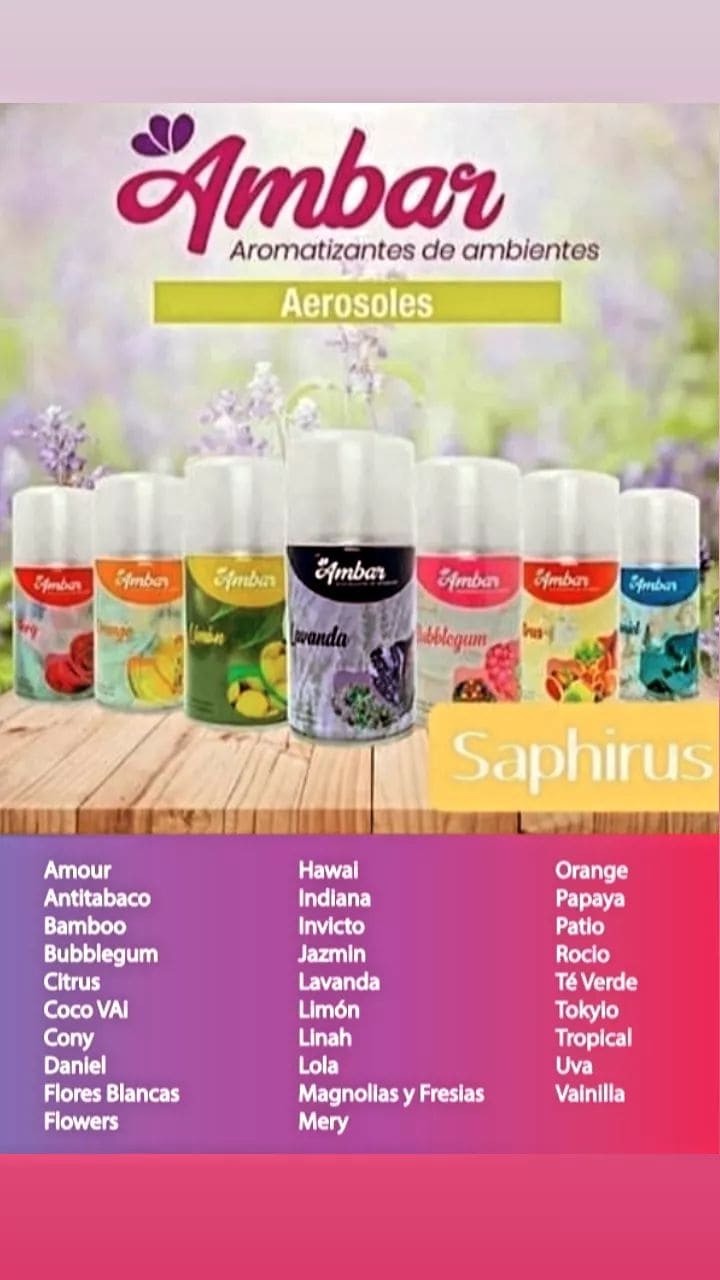 Ambar
Aromatizantes de ambientes
Aerosoles
Ambar
Ambar
Ambar
Ambar
Ambar
Ambar
Ambar
Orange
Limón
Lavanda
Bubblegum
Saphirus
Amour
Antitabaco
Bamboo
Bubblegum
Citrus
Coco VAI
Cony
Daniel
Flores Blancas
Flowers
Hawai
Indiana
Invicto
Jazmin
Lavanda
Limón
Linah
Lola
Magnolias y Fresias
Mery
Orange
Papaya
Patio
Rocio
Té Verde
Tokyio
Tropical
Uva
Vainilla